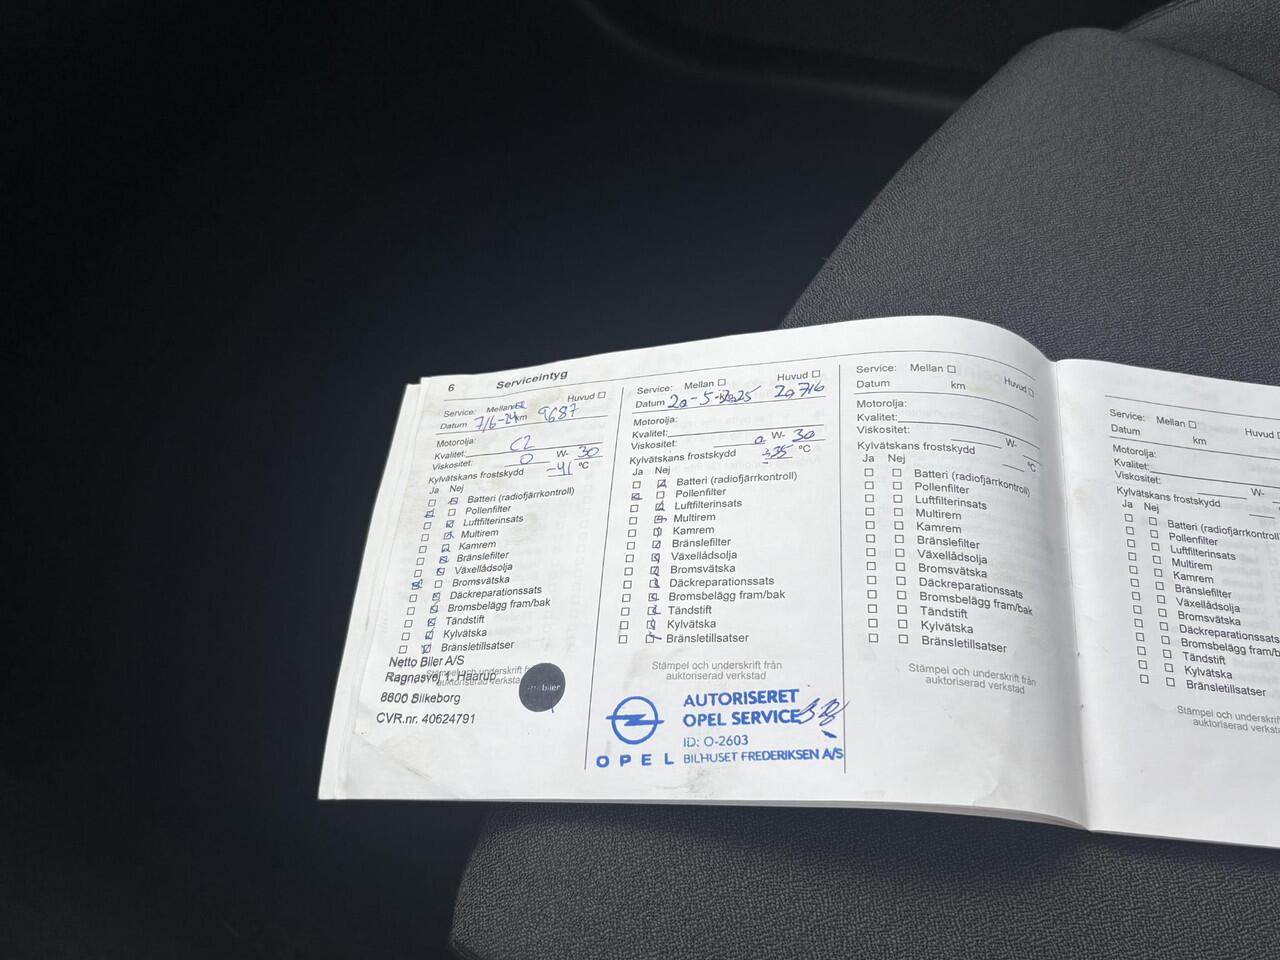 6 Serviceintyg
Service: Mellan Huvud ☐
Datum 7/6-24 km 9687
Motorolja:
Kvalitet: C2
Viskositet: 0 W- 30
Kylvätskans frostskydd -41 °C
Ja Nej
Batteri (radiofjärrkontroll)
Pollenfilter
Luftfilterinsats
Multirem
Kamrem
Bränslefilter
Växellådsolja
Bromsvätska
Däckreparationssats
Bromsbelägg fram/bak
Tändstift
Kylvätska
Bränsletillsatser
Netto Biler A/S
Ragnasvej 1, Haarup
8600 Silkeborg
CVR.nr. 40624791
Service: Mellan ☐ Huvud ☐
Datum 20-5-2025 km 20716
Motorolja:
Kvalitet:
Viskositet: 0 W- 30
Kylvätskans frostskydd -35 °C
Ja Nej
Batteri (radiofjärrkontroll)
Pollenfilter
Luftfilterinsats
Multirem
Kamrem
Bränslefilter
Växellådsolja
Bromsvätska
Däckreparationssats
Bromsbelägg fram/bak
Tändstift
Kylvätska
Bränsletillsatser
Stämpel och underskrift från
auktoriserad verkstad
AUTORISERET
OPEL SERVICE
ID: O-2603
OPEL BILHUSET FREDERIKSEN A/S
Service: Mellan ☐ Huvud ☐
Datum km
Motorolja:
Kvalitet:
Viskositet: W-
Kylvätskans frostskydd °C
Ja Nej
Batteri (radiofjärrkontroll)
Pollenfilter
Luftfilterinsats
Multirem
Kamrem
Bränslefilter
Växellådsolja
Bromsvätska
Däckreparationssats
Bromsbelägg fram/bak
Tändstift
Kylvätska
Bränsletillsatser
Stämpel och underskrift från
auktoriserad verkstad
Service: Mellan ☐ Huvud
Datum km
Motorolja:
Kvalitet:
Viskositet: W-
Kylvätskans frostskydd
Ja Nej
Batteri (radiofjärrkontroll)
Pollenfilter
Luftfilterinsats
Multirem
Kamrem
Bränslefilter
Växellådsolja
Bromsvätska
Däckreparationssats
Bromsbelägg fram/b
Tändstift
Kylvätska
Bränsletillsatser
Stämpel och underskrift
auktoriserad verksta